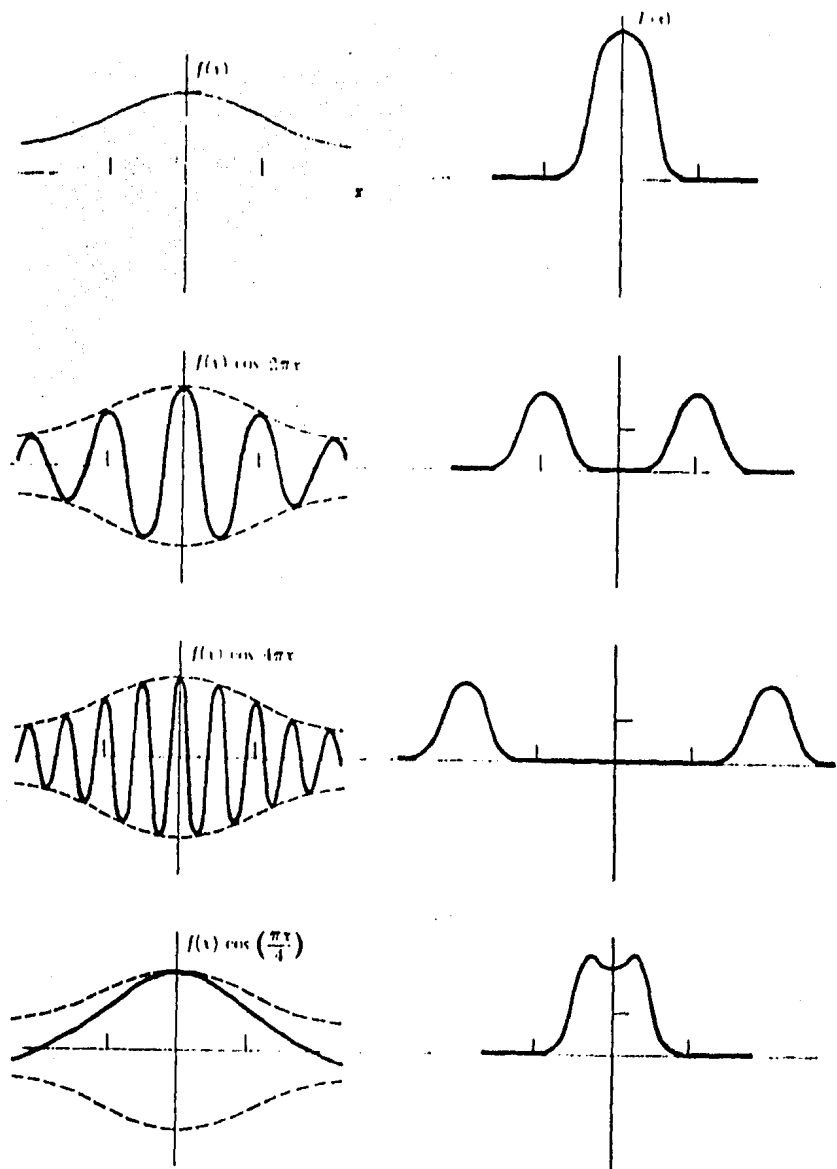 f(x)
x
f(x) cos 2πx
f(x) cos 4πx
f(x) cos (πx/4)